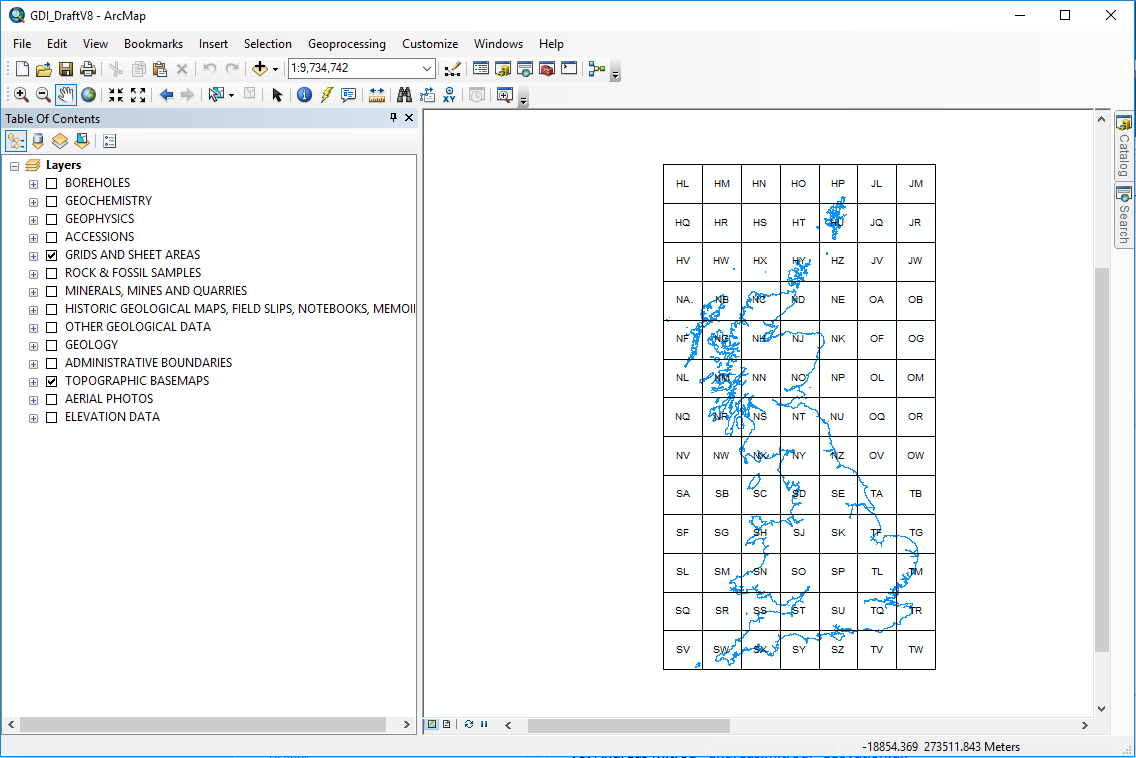 GDI_DraftV8 - ArcMap
File Edit View Bookmarks Insert Selection Geoprocessing Customize Windows Help
1:9,734,742
XY
Table Of Contents
Layers
BOREHOLES
GEOCHEMISTRY
GEOPHYSICS
ACCESSIONS
GRIDS AND SHEET AREAS
ROCK & FOSSIL SAMPLES
MINERALS, MINES AND QUARRIES
HISTORIC GEOLOGICAL MAPS, FIELD SLIPS, NOTEBOOKS, MEMOI
OTHER GEOLOGICAL DATA
GEOLOGY
ADMINISTRATIVE BOUNDARIES
TOPOGRAPHIC BASEMAPS
AERIAL PHOTOS
ELEVATION DATA
HL HM HN HO HP JL JM
HQ HR HS HT HU JQ JR
HV HW HX HY HZ JV JW
NA NB NC ND NE OA OB
NF NG NH NJ NK OF OG
NL NM NN NO NP OL OM
NQ NR NS NT NU OQ OR
NV NW NX NY NZ OV OW
SA SB SC SD SE TA TB
SF SG SH SJ SK TF TG
SL SM SN SO SP TL TM
SQ SR SS ST SU TQ TR
SV SW SX SY SZ TV TW
Catalog
Search
-18854.369 273511.843 Meters